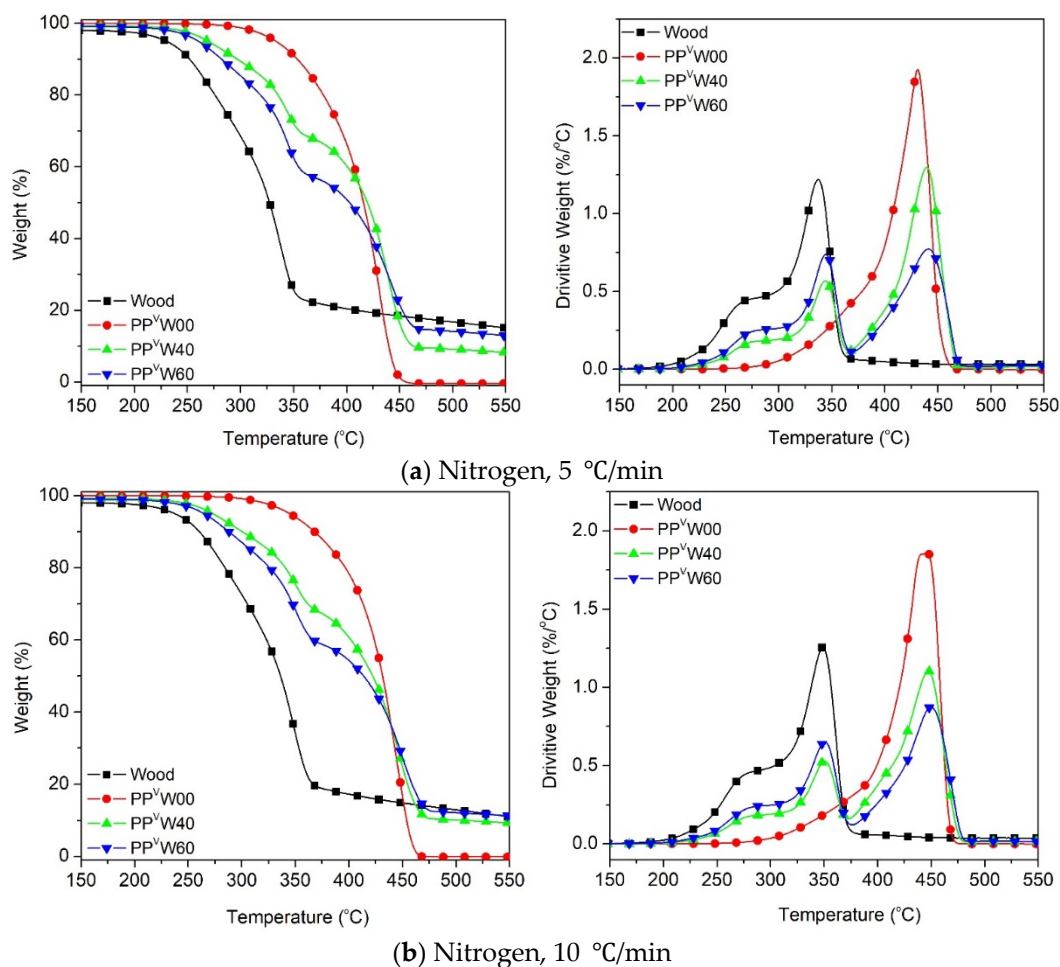 100
80
60
40
20
0
Weight (%)
Wood
PPᵛW00
PPᵛW40
PPᵛW60
150 200 250 300 350 400 450 500 550
Temperature (°C)
2.0
1.5
1.0
0.5
0.0
Drivitive Weight (%/°C)
Wood
PPᵛW00
PPᵛW40
PPᵛW60
150 200 250 300 350 400 450 500 550
Temperature (°C)
(a) Nitrogen, 5 °C/min
100
80
60
40
20
0
Weight (%)
Wood
PPᵛW00
PPᵛW40
PPᵛW60
150 200 250 300 350 400 450 500 550
Temperature (°C)
2.0
1.5
1.0
0.5
0.0
Drivitive Weight (%/°C)
Wood
PPᵛW00
PPᵛW40
PPᵛW60
150 200 250 300 350 400 450 500 550
Temperature (°C)
(b) Nitrogen, 10 °C/min